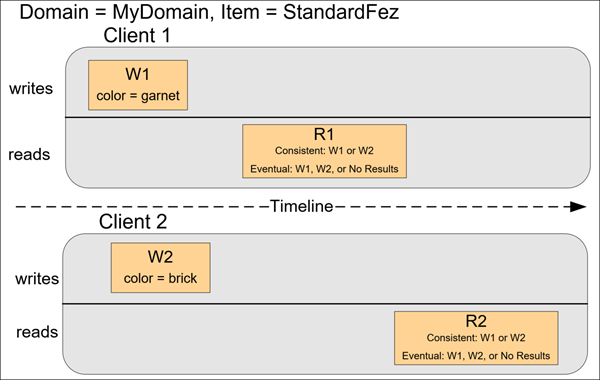 Domain = MyDomain, Item = StandardFez
Client 1
writes
W1
color = garnet
reads
R1
Consistent: W1 or W2
Eventual: W1, W2, or No Results
Timeline
Client 2
writes
W2
color = brick
reads
R2
Consistent: W1 or W2
Eventual: W1, W2, or No Results